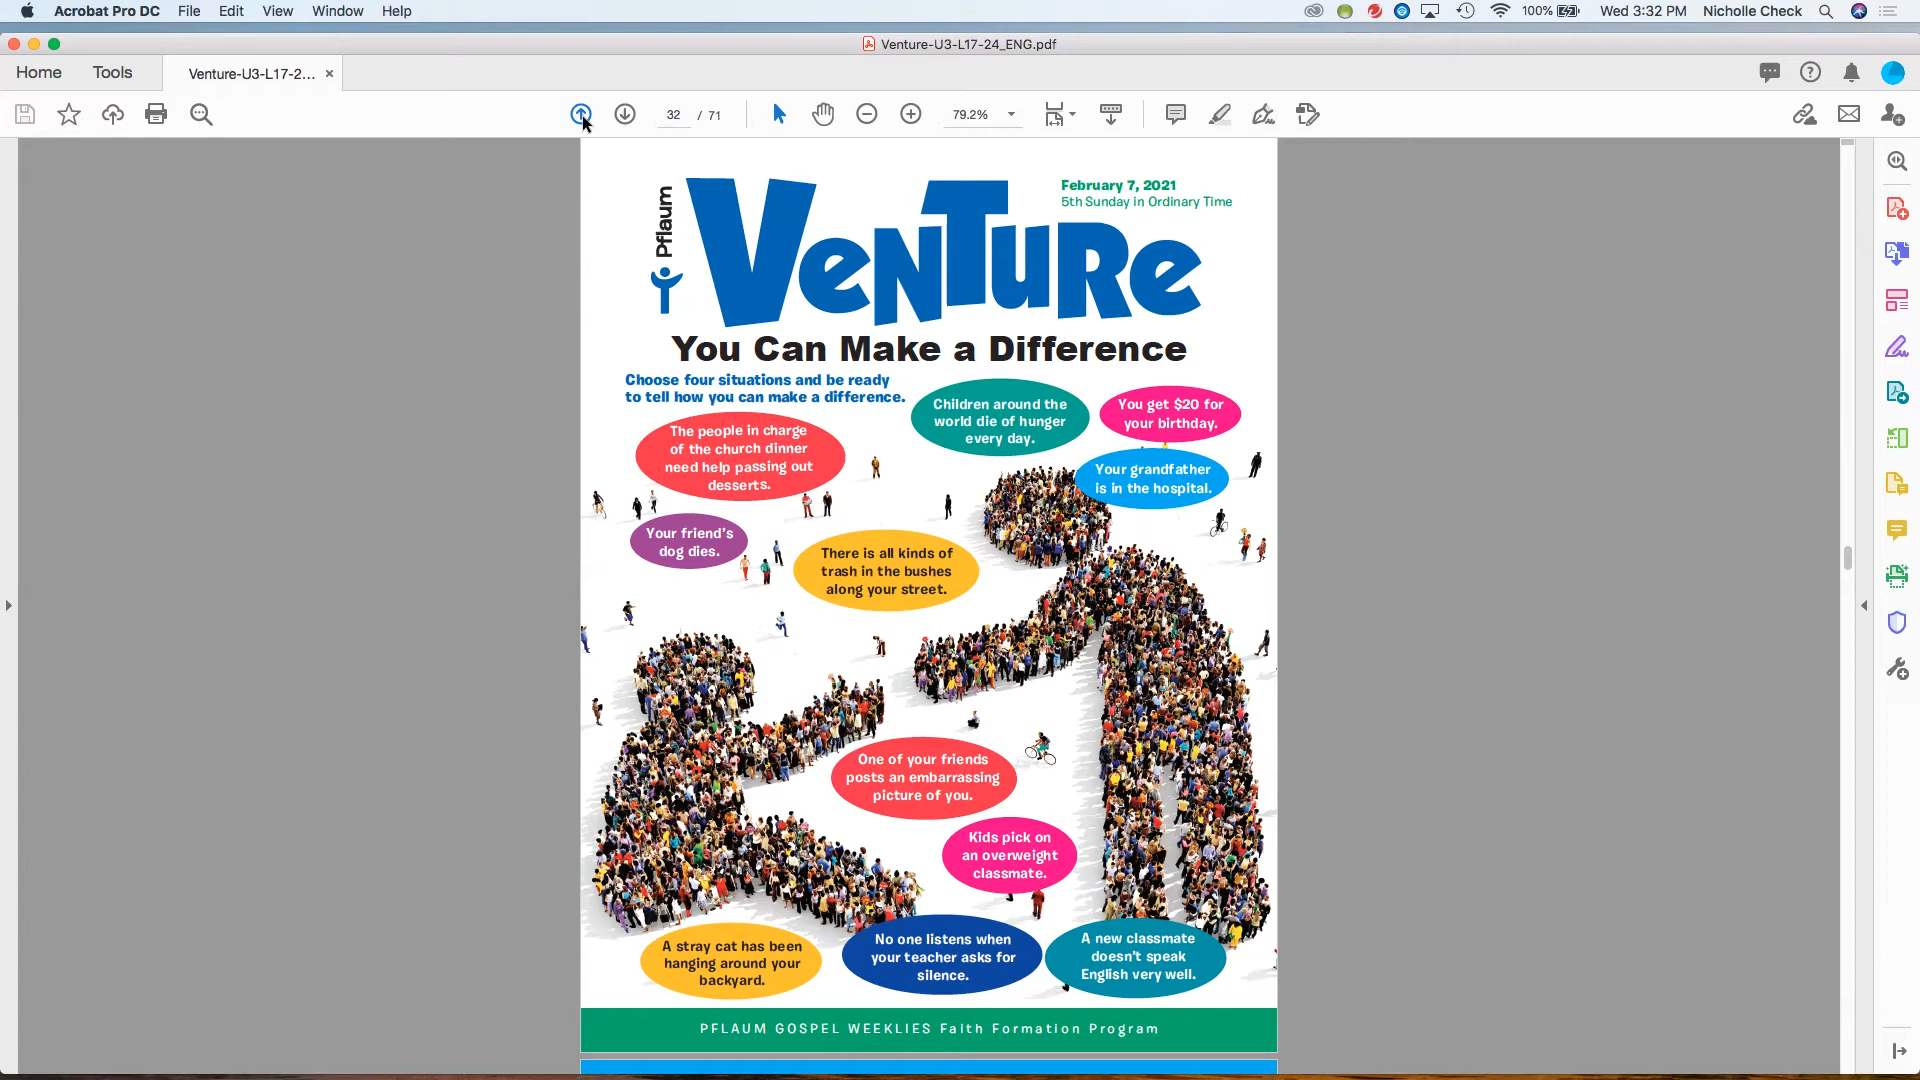 Acrobat Pro DC File Edit View Window Help
100% Wed 3:32 PM Nicholle Check
Venture-U3-L17-24_ENG.pdf
Home Tools Venture-U3-L17-2... ×
32 / 71 79.2%
Pflaum
VeNTuRe
February 7, 2021
5th Sunday in Ordinary Time
You Can Make a Difference
Choose four situations and be ready
to tell how you can make a difference.
Children around the
world die of hunger
every day.
You get $20 for
your birthday.
The people in charge
of the church dinner
need help passing out
desserts.
Your grandfather
is in the hospital.
Your friend's
dog dies.
There is all kinds of
trash in the bushes
along your street.
One of your friends
posts an embarrassing
picture of you.
Kids pick on
an overweight
classmate.
A stray cat has been
hanging around your
backyard.
No one listens when
your teacher asks for
silence.
A new classmate
doesn't speak
English very well.
PFLAUM GOSPEL WEEKLIES Faith Formation Program